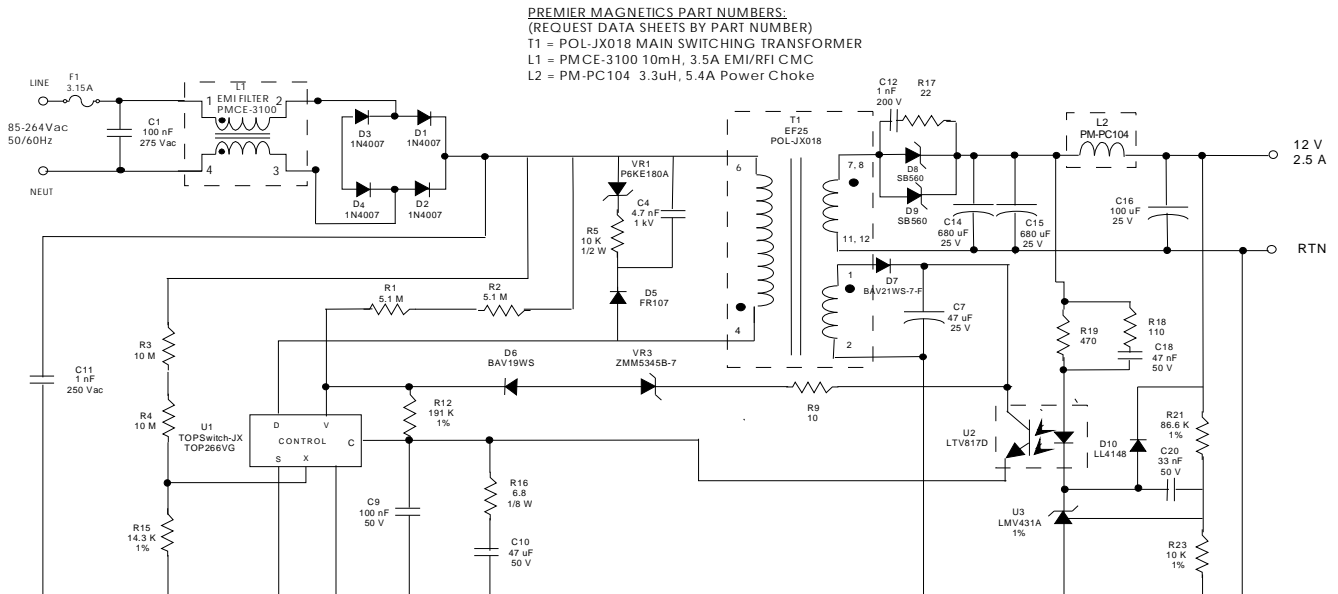 PREMIER MAGNETICS PART NUMBERS:
(REQUEST DATA SHEETS BY PART NUMBER)
T1 = POL-JX018 MAIN SWITCHING TRANSFORMER
L1 = PMCE-3100 10mH, 3.5A EMI/RFI CMC
L2 = PM-PC104 3.3uH, 5.4A Power Choke
LINE
F1
3.15A
C1
100 nF
275 Vac
85-264Vac
50/60Hz
NEUT
L1
EMI FILTER
PMCE-3100
1
2
4
3
D3
1N4007
D1
1N4007
D4
1N4007
D2
1N4007
VR1
P6KE180A
C4
4.7 nF
1 kV
R5
10 K
1/2 W
D5
FR107
T1
EF25
POL-JX018
6
4
7, 8
11, 12
1
2
C12
1 nF
200 V
R17
22
D8
SB560
D9
SB560
C14
680 uF
25 V
C15
680 uF
25 V
L2
PM-PC104
C16
100 uF
25 V
12 V
2.5 A
RTN
D7
BAV21WS-7-F
C7
47 uF
25 V
R19
470
R18
110
C18
47 nF
50 V
R1
5.1 M
R2
5.1 M
R3
10 M
R4
10 M
C11
1 nF
250 Vac
D6
BAV19WS
VR3
ZMM5345B-7
R9
10
R12
191 K
1%
U1
TOPSwitch-JX
TOP266VG
D
V
CONTROL
C
S
X
R15
14.3 K
1%
C9
100 nF
50 V
R16
6.8
1/8 W
C10
47 uF
50 V
U2
LTV817D
D10
LL4148
R21
86.6 K
1%
C20
33 nF
50 V
U3
LMV431A
1%
R23
10 K
1%